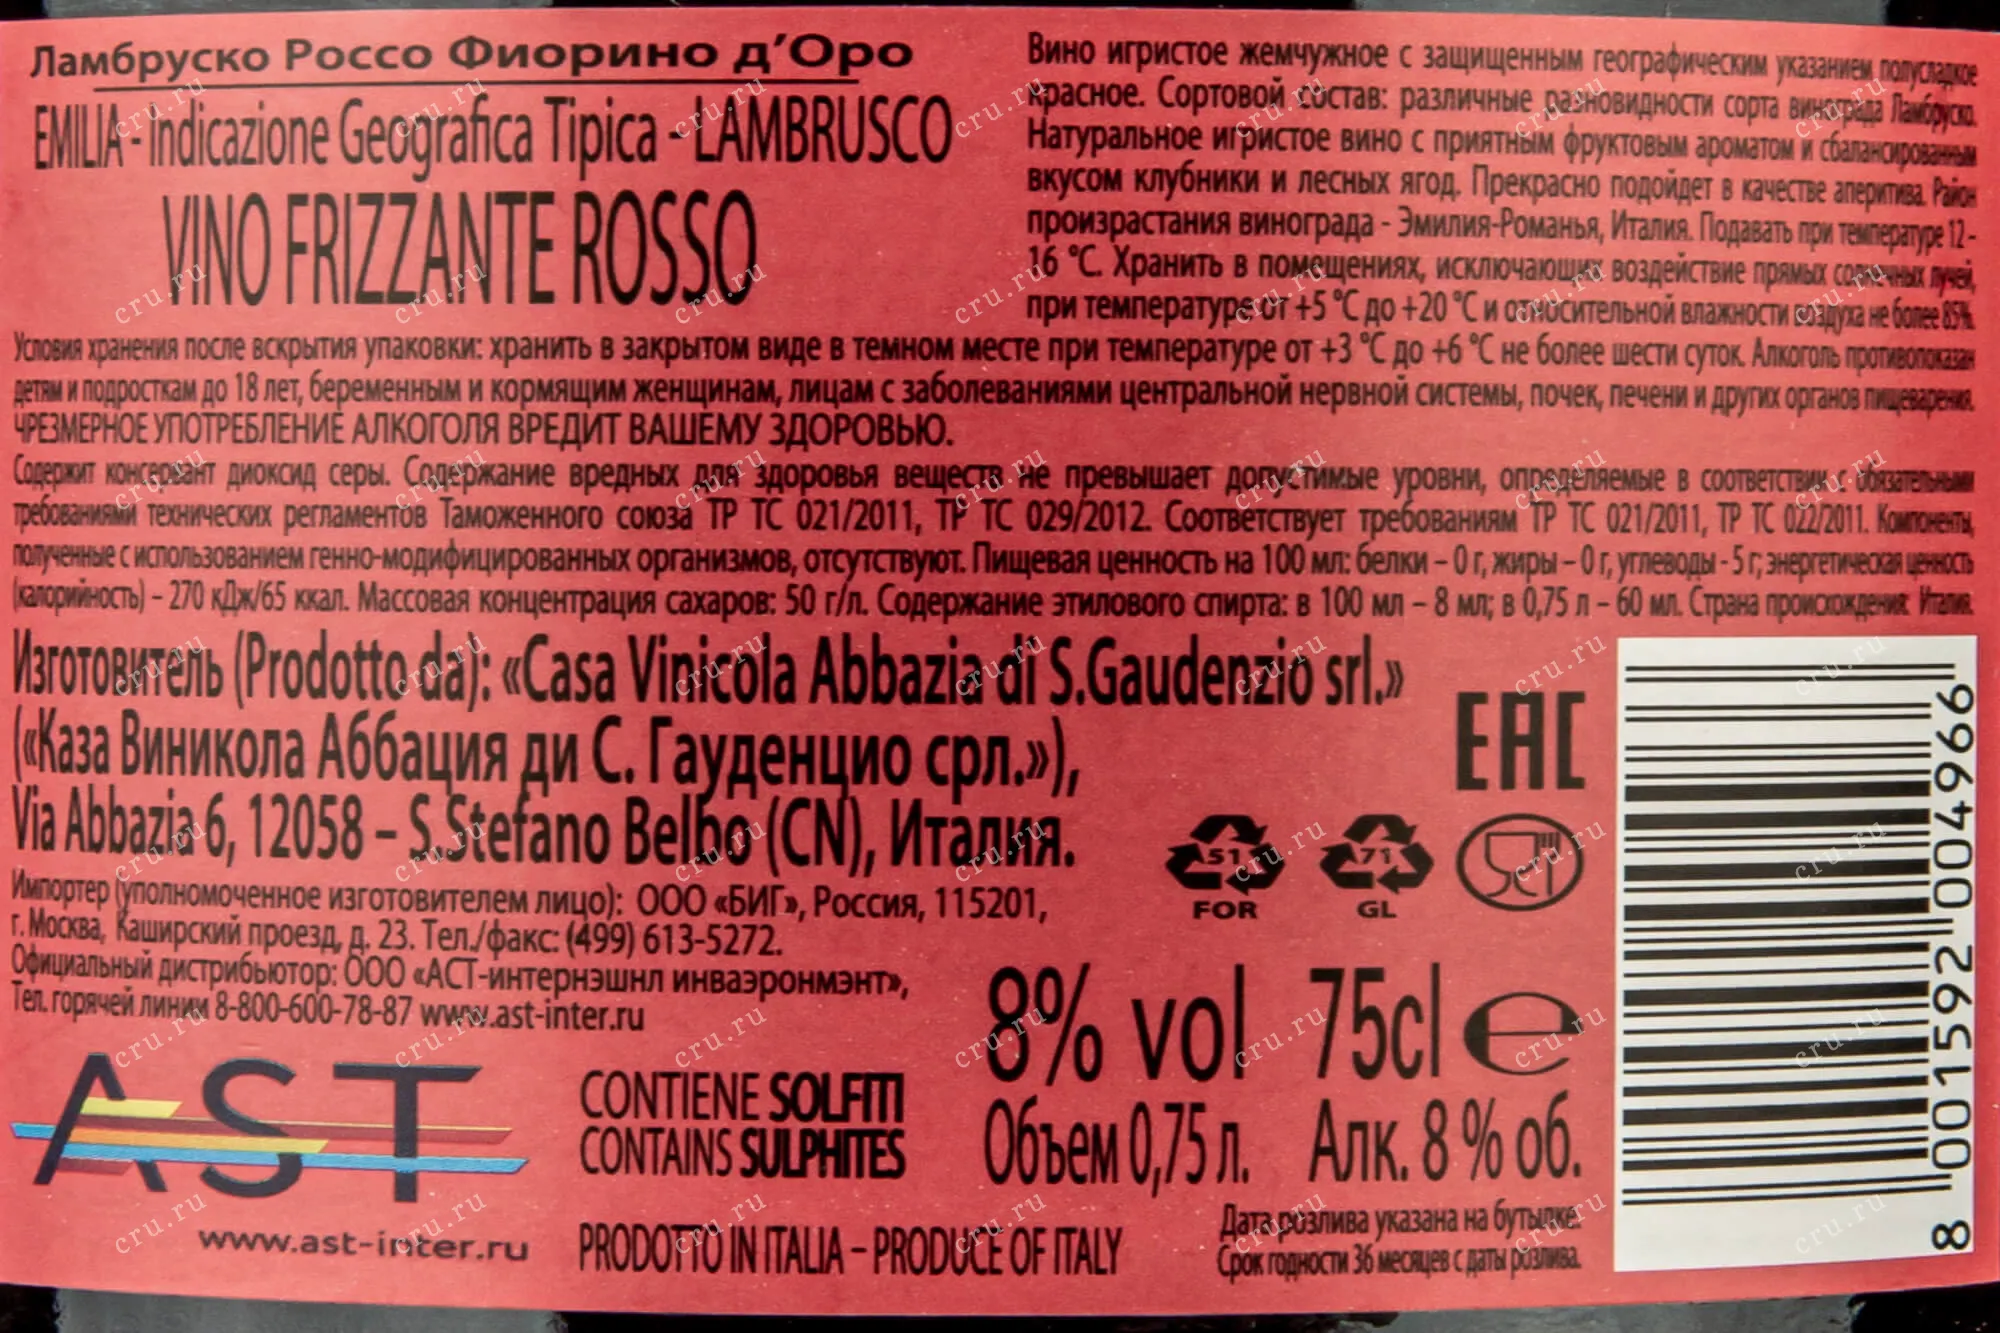 Ламбруско Россо Фиорино д’Оро
EMILIA - Indicazione Geografica Tipica - LAMBRUSCO
VINO FRIZZANTE ROSSO
Вино игристое жемчужное с защищенным географическим указанием полусладкое
красное. Сортовой состав: различные разновидности сорта винограда Ламбруско.
Натуральное игристое вино с приятным фруктовым ароматом и сбалансированным
вкусом клубники и лесных ягод. Прекрасно подойдет в качестве аперитива. Район
произрастания винограда - Эмилия-Романья, Италия. Подавать при температуре 12 -
16 °C. Хранить в помещениях, исключающих воздействие прямых солнечных лучей,
при температуре от +5 °C до +20 °C и относительной влажности воздуха не более 85%.
Условия хранения после вскрытия упаковки: хранить в закрытом виде в темном месте при температуре от +3 °C до +6 °C не более шести суток. Алкоголь противопоказан
детям и подросткам до 18 лет, беременным и кормящим женщинам, лицам с заболеваниями центральной нервной системы, почек, печени и других органов пищеварения.
ЧРЕЗМЕРНОЕ УПОТРЕБЛЕНИЕ АЛКОГОЛЯ ВРЕДИТ ВАШЕМУ ЗДОРОВЬЮ.
Содержит консервант диоксид серы. Содержание вредных для здоровья веществ не превышает допустимые уровни, определяемые в соответствии с обязательными
требованиями технических регламентов Таможенного союза ТР ТС 021/2011, ТР ТС 029/2012. Соответствует требованиям ТР ТС 021/2011, ТР ТС 022/2011. Компоненты,
полученные с использованием генно-модифицированных организмов, отсутствуют. Пищевая ценность на 100 мл: белки – 0 г, жиры – 0 г, углеводы - 5 г; энергетическая ценность
(калорийность) – 270 кДж/65 ккал. Массовая концентрация сахаров: 50 г/л. Содержание этилового спирта: в 100 мл – 8 мл; в 0,75 л – 60 мл. Страна происхождения: Италия.
Изготовитель (Prodotto da): «Casa Vinicola Abbazia di S.Gaudenzio srl.»
(«Каза Виникола Аббация ди С. Гауденцио срл.»),
Via Abbazia 6, 12058 – S.Stefano Belbo (CN), Италия.
Импортер (уполномоченное изготовителем лицо): ООО «БИГ», Россия, 115201,
г. Москва, Каширский проезд, д. 23. Тел./факс: (499) 613-5272.
Официальный дистрибьютор: ООО «АСТ-интернэшнл инваэронмэнт»,
Тел. горячей линии 8-800-600-78-87 www.ast-inter.ru
AST
www.ast-inter.ru
CONTIENE SOLFITI
CONTAINS SULPHITES
PRODOTTO IN ITALIA – PRODUCE OF ITALY
EAC
51
FOR
71
GL
8% vol 75cl e
Объем 0,75 л. Алк. 8 % об.
Дата розлива указана на бутылке.
Срок годности 36 месяцев с даты розлива.
8 001592 004966
cru.ru